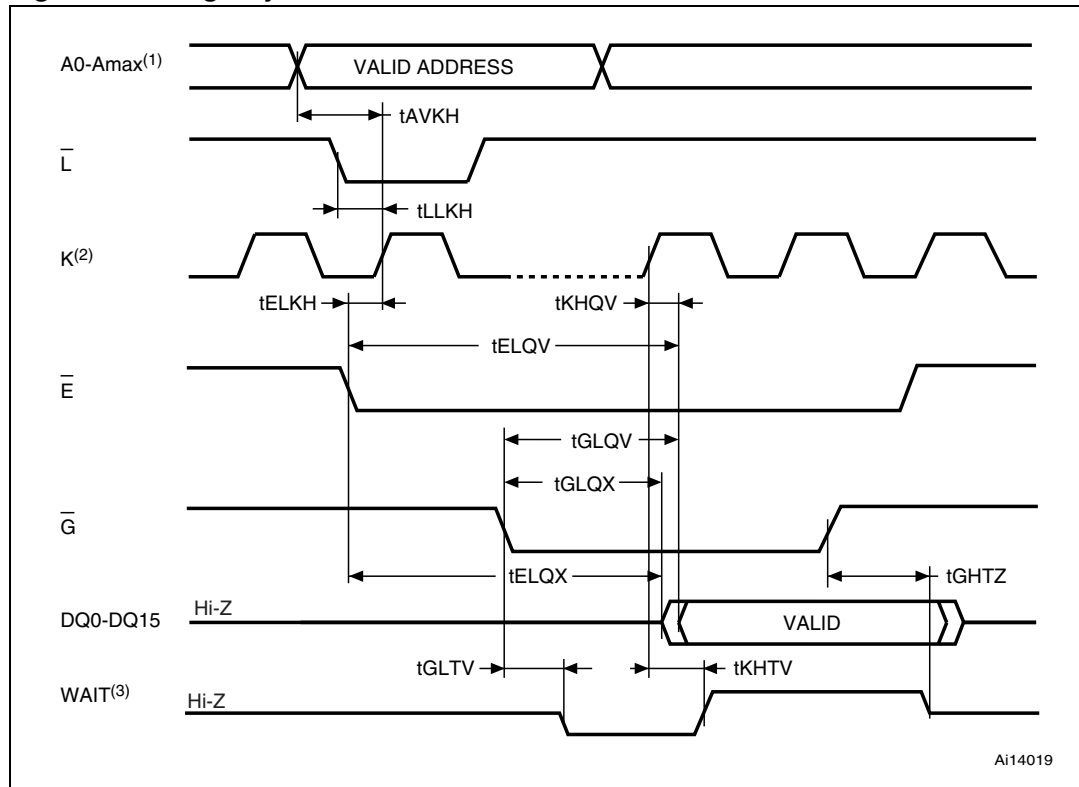 A0-Amax(1)
VALID ADDRESS
tAVKH
L̅
tLLKH
K(2)
tELKH
tKHQV
tELQV
E̅
tGLQV
tGLQX
G̅
tELQX
tGHTZ
DQ0-DQ15
Hi-Z
VALID
tGLTV
tKHTV
WAIT(3)
Hi-Z
Ai14019